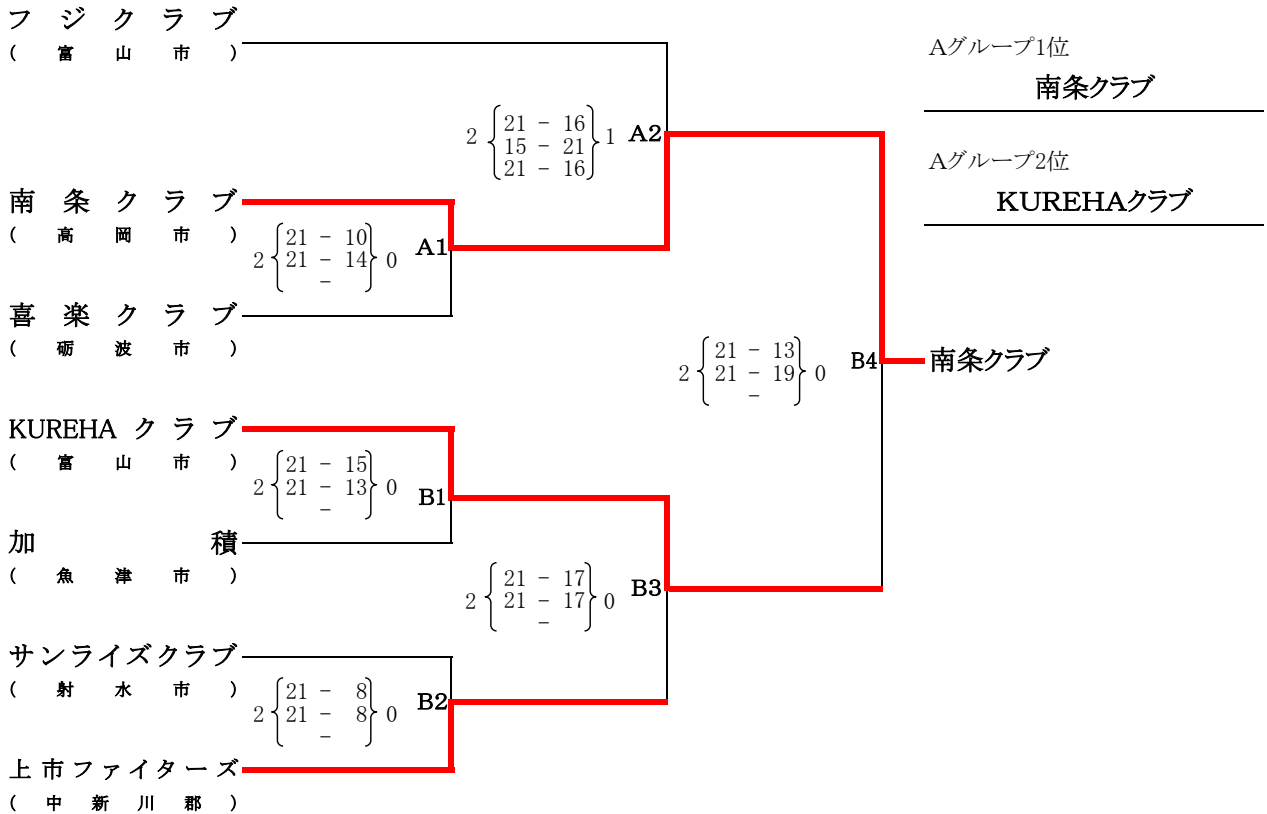 フジクラブ
(富山市)
Aグループ1位
南条クラブ
2 21 - 16 1 A2
15 - 21
21 - 16
Aグループ2位
KUREHAクラブ
南条クラブ
(高岡市)
2 21 - 10 0 A1
21 - 14
-
喜楽クラブ
(砺波市)
2 21 - 13 0 B4 南条クラブ
21 - 19
-
KUREHAクラブ
(富山市)
2 21 - 15 0 B1
21 - 13
-
加積
(魚津市)
2 21 - 17 0 B3
21 - 17
-
サンライズクラブ
(射水市)
2 21 - 8 0 B2
21 - 8
-
上市ファイターズ
(中新川郡)